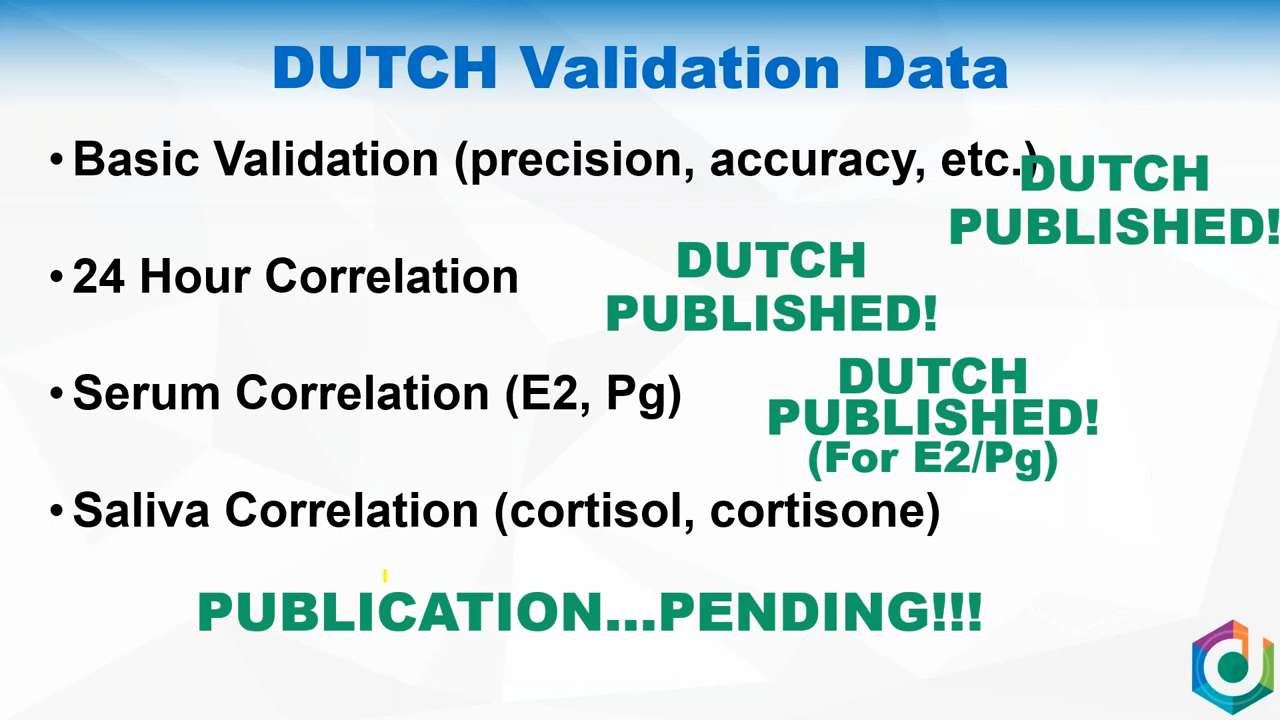 DUTCH Validation Data
• Basic Validation (precision, accuracy, etc.)
DUTCH
PUBLISHED!
• 24 Hour Correlation
DUTCH
PUBLISHED!
• Serum Correlation (E2, Pg)
DUTCH
PUBLISHED!
(For E2/Pg)
• Saliva Correlation (cortisol, cortisone)
PUBLICATION...PENDING!!!